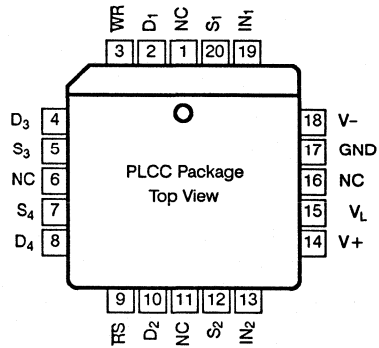 W̅R̅ D1 NC S1 IN1
3 2 1 20 19
D3 4 18 V−
S3 5 17 GND
NC 6 16 NC
S4 7 15 VL
D4 8 14 V+
PLCC Package
Top View
9 10 11 12 13
R̅S̅ D2 NC S2 IN2